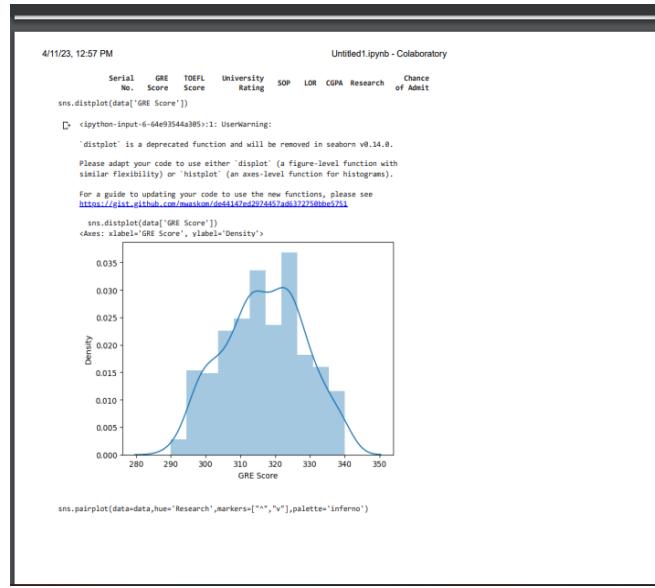 4/11/23, 12:57 PM
Untitled1.ipynb - Colaboratory
Serial No. GRE Score TOEFL Score University Rating SOP LOR CGPA Research Chance of Admit
sns.distplot(data['GRE Score'])
<ipython-input-6-64e93544a305>:1: UserWarning:
`distplot` is a deprecated function and will be removed in seaborn v0.14.0.
Please adapt your code to use either `displot` (a figure-level function with
similar flexibility) or `histplot` (an axes-level function for histograms).
For a guide to updating your code to use the new functions, please see
https://gist.github.com/mwaskom/de44147ed2974457ad6372750bbe5751
sns.distplot(data['GRE Score'])
<Axes: xlabel='GRE Score', ylabel='Density'>
0.035
0.030
0.025
0.020
0.015
0.010
0.005
0.000
Density
280 290 300 310 320 330 340 350
GRE Score
sns.pairplot(data=data,hue='Research',markers=["^","v"],palette='inferno')